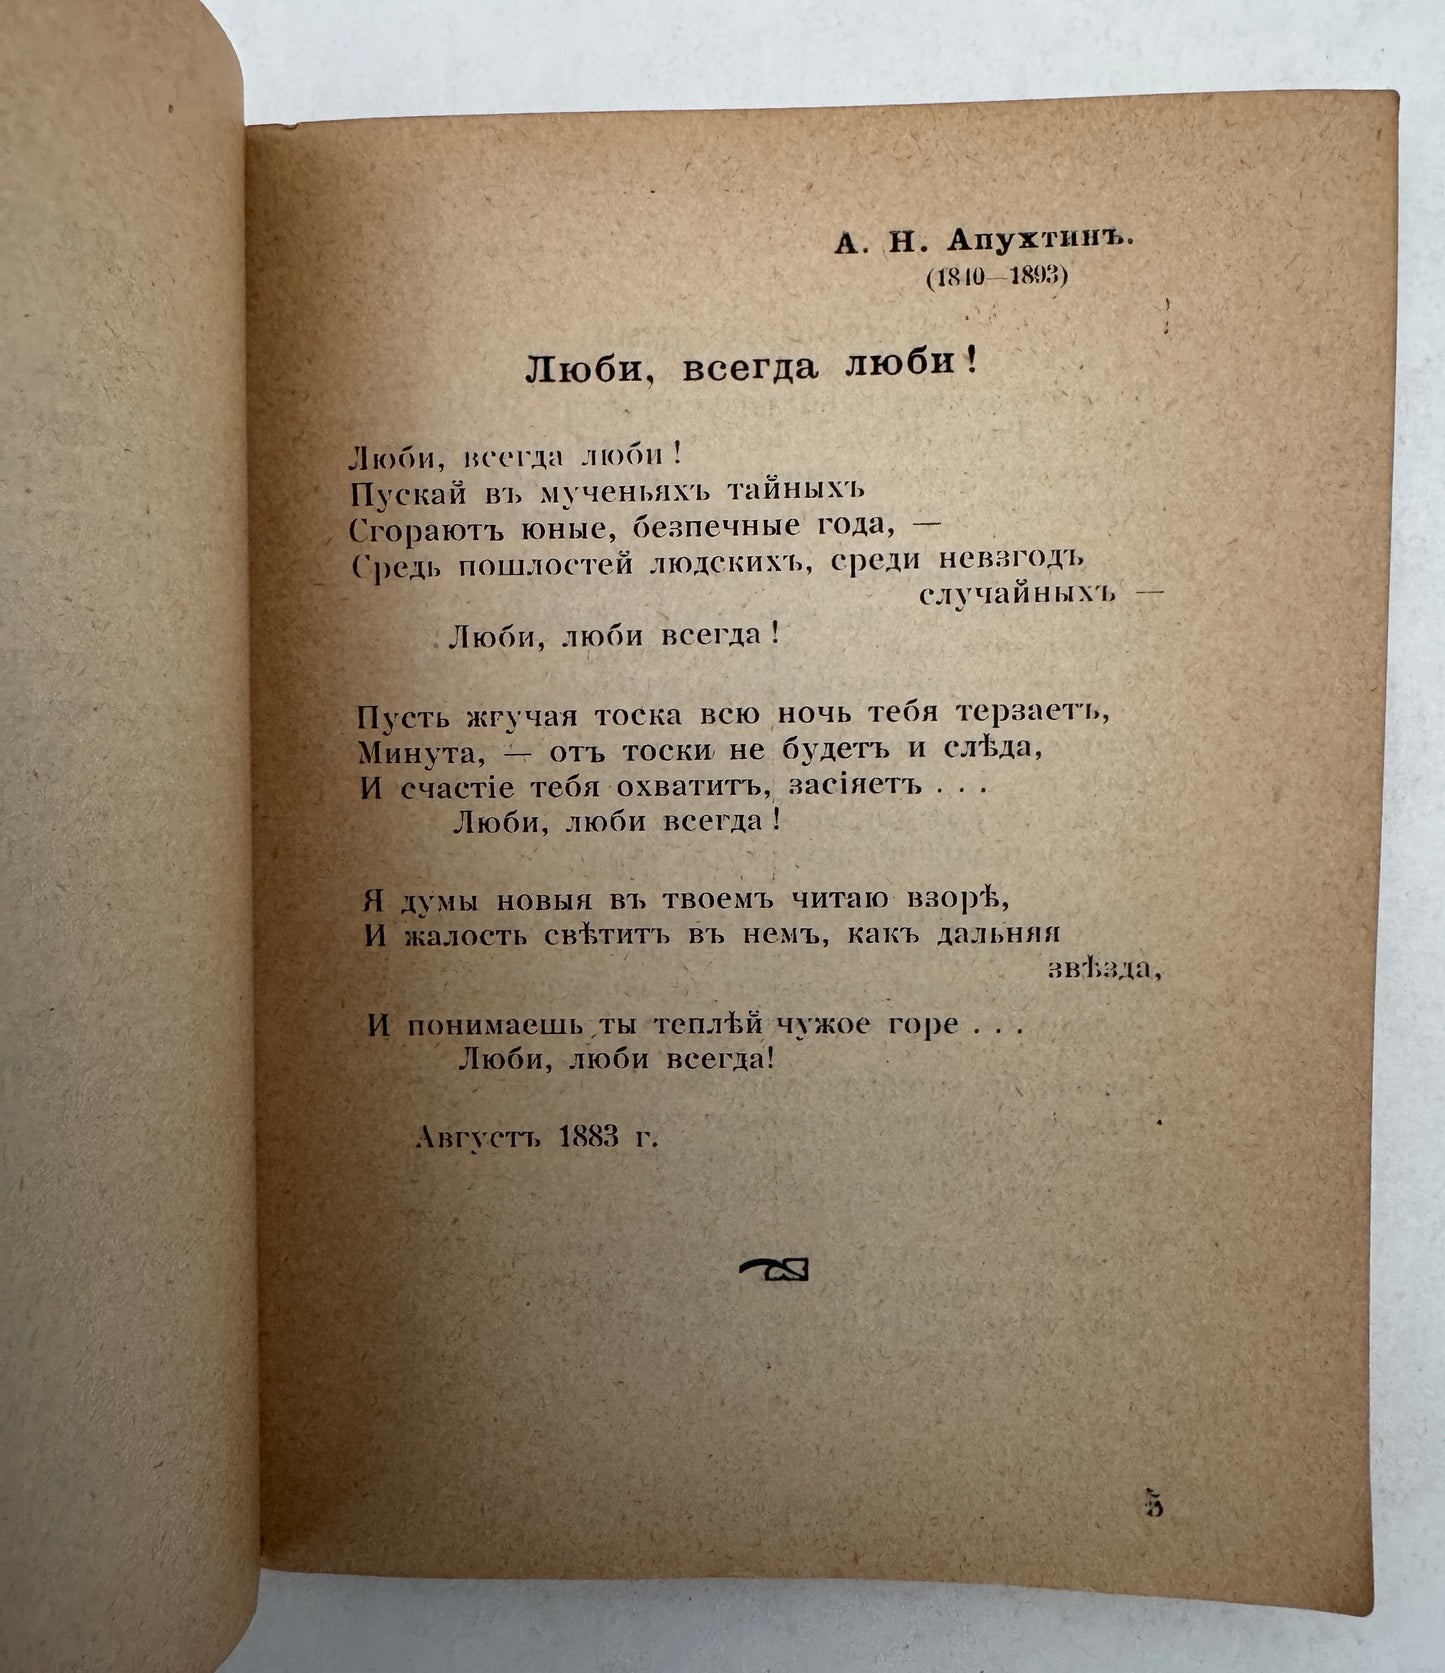 А. Н. Апухтинъ.
(1840—1893)
Люби, всегда люби!
Люби, всегда люби!
Пускай въ мученьяхъ тайныхъ
Сгораютъ юные, безпечные года, —
Средь пошлостей людскихъ, среди невзгодъ
случайныхъ —
Люби, люби всегда!
Пусть жгучая тоска всю ночь тебя терзаетъ,
Минута, — отъ тоски не будетъ и слѣда,
И счастіе тебя охватитъ, засіяетъ . . .
Люби, люби всегда!
Я думы новыя въ твоемъ читаю взорѣ,
И жалость свѣтитъ въ немъ, какъ дальняя
звѣзда,
И понимаешь ты теплѣй чужое горе . . .
Люби, люби всегда!
Августъ 1883 г.
5